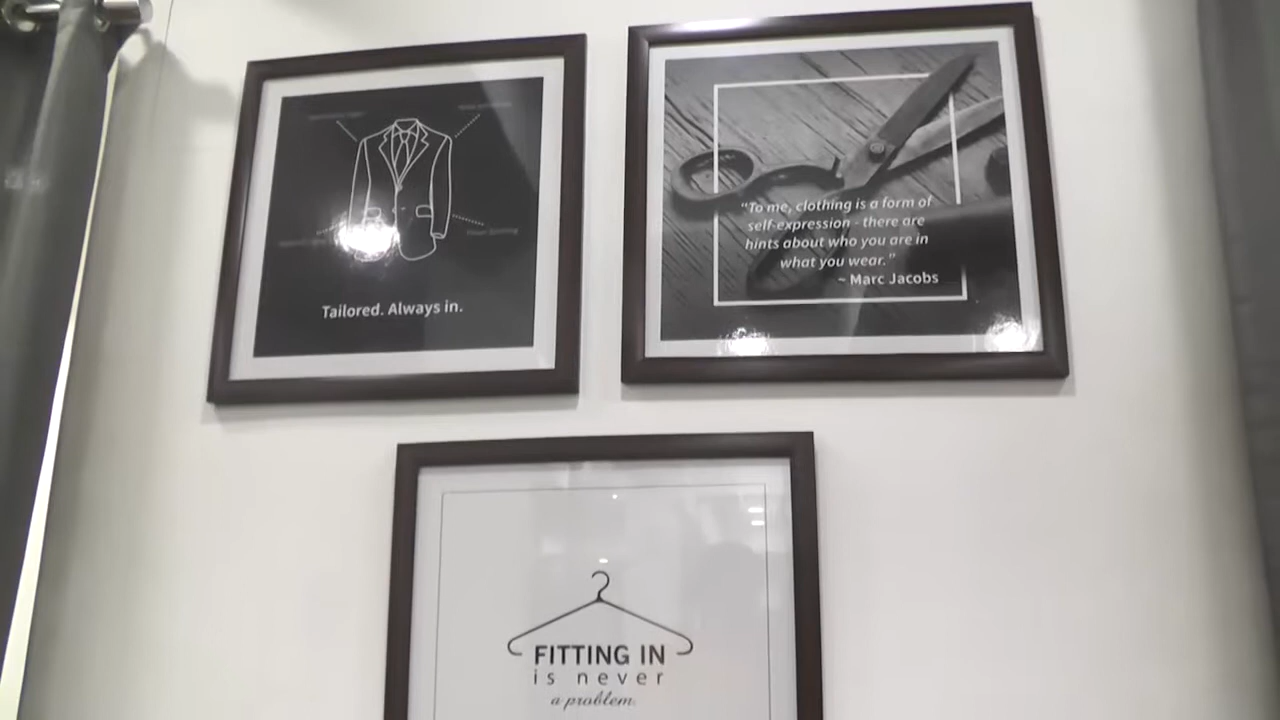 Tailored. Always in.
“To me, clothing is a form of
self-expression - there are
hints about who you are in
what you wear.”
~ Marc Jacobs
FITTING IN
is never
a problem.